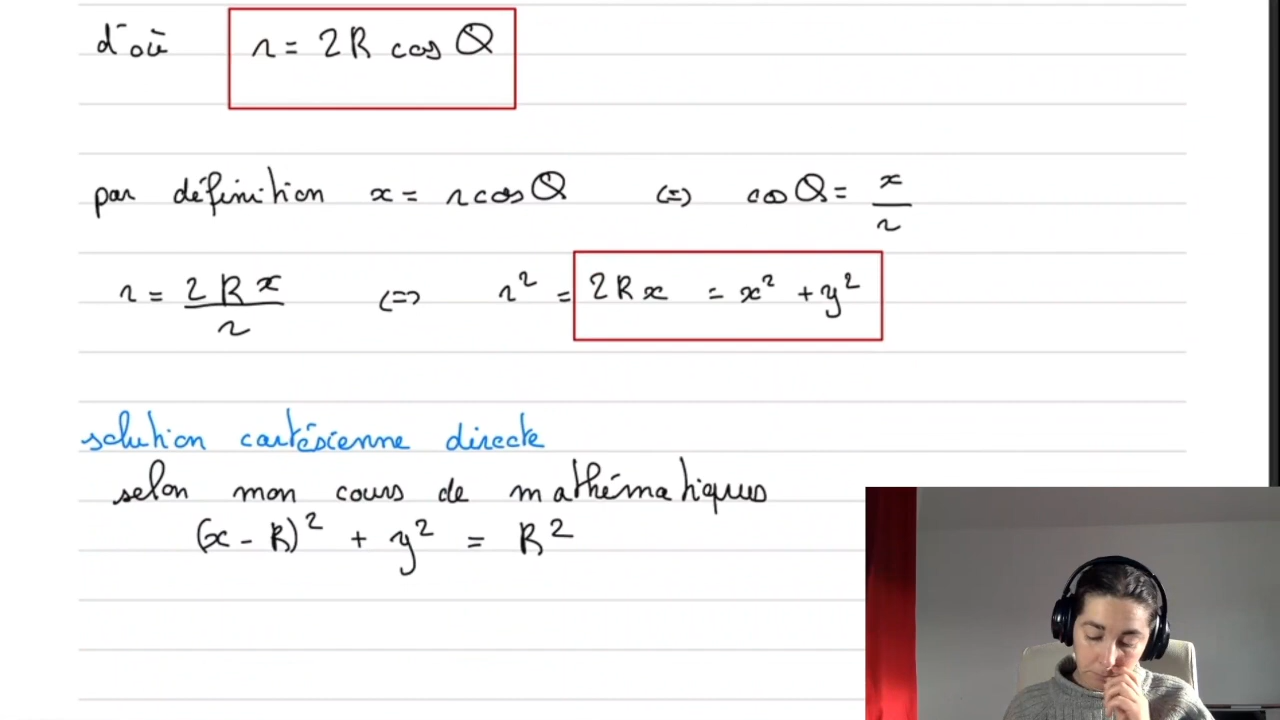 d'où r = 2R cos θ
par définition x = r cos θ (=) cos θ = x/r
r = 2Rx/r (=) r² = 2Rx = x² + y²
solution cartésienne directe
selon mon cours de mathématiques
(x - R)² + y² = R²